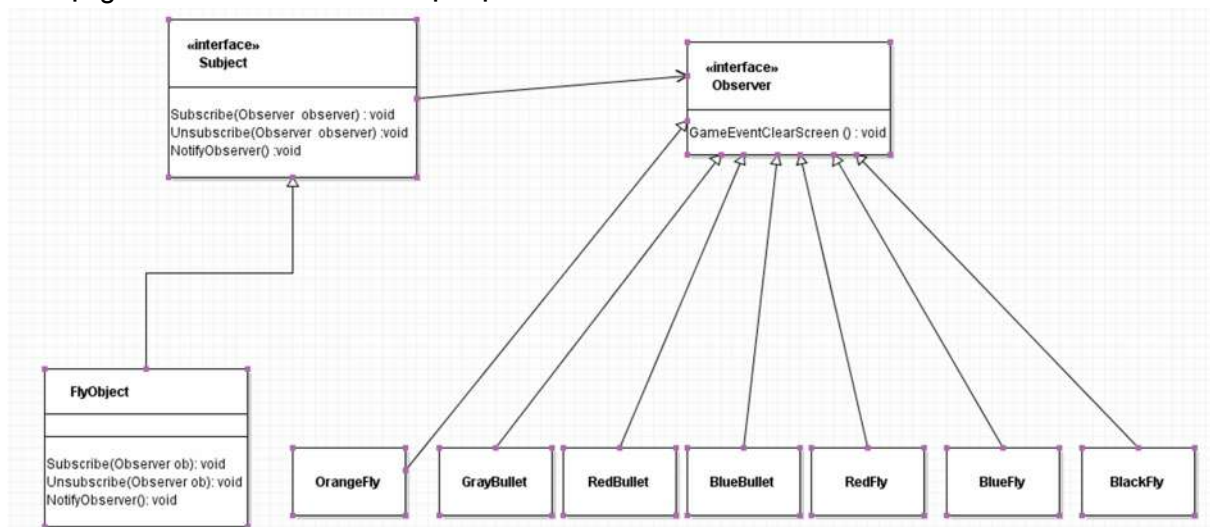 «interface»
Subject
Subscribe(Observer observer) : void
Unsubscribe(Observer observer) :void
NotifyObserver() :void
«interface»
Observer
GameEventClearScreen () : void
FlyObject
Subscribe(Observer ob): void
Unsubscribe(Observer ob): void
NotifyObserver(): void
OrangeFly
GrayBullet
RedBullet
BlueBullet
RedFly
BlueFly
BlackFly